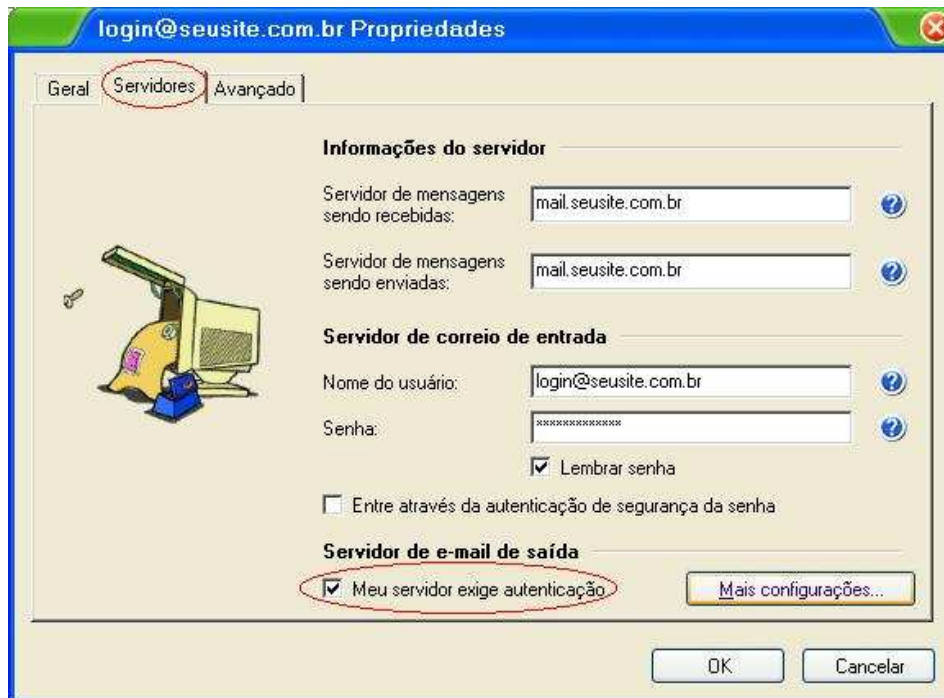 login@seusite.com.br Propriedades
Geral Servidores Avançado
Informações do servidor
Servidor de mensagens
sendo recebidas:
mail.seusite.com.br
Servidor de mensagens
sendo enviadas:
mail.seusite.com.br
Servidor de correio de entrada
Nome do usuário:
login@seusite.com.br
Senha:
*************
Lembrar senha
Entre através da autenticação de segurança da senha
Servidor de e-mail de saída
Meu servidor exige autenticação
Mais configurações...
OK Cancelar